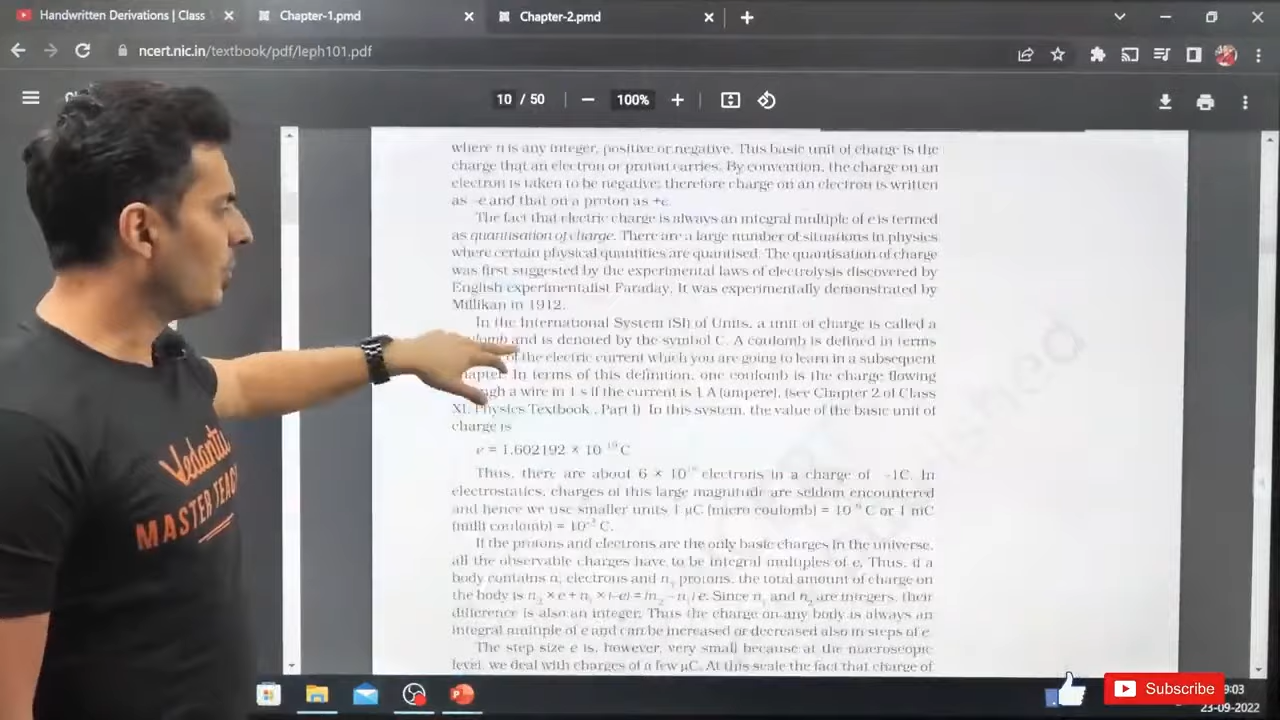 Handwritten Derivations | Class
Chapter-1.pmd
Chapter-2.pmd
ncert.nic.in/textbook/pdf/leph101.pdf
10 / 50
100%
where n is any integer, positive or negative. This basic unit of charge is the
charge that an electron or proton carries. By convention, the charge on an
electron is taken to be negative; therefore charge on an electron is written
as –e and that on a proton as +e.
The fact that electric charge is always an integral multiple of e is termed
as quantisation of charge. There are a large number of situations in physics
where certain physical quantities are quantised. The quantisation of charge
was first suggested by the experimental laws of electrolysis discovered by
English experimentalist Faraday. It was experimentally demonstrated by
Millikan in 1912.
In the International System (SI) of Units, a unit of charge is called a
and is denoted by the symbol C. A coulomb is defined in terms
of the electric current which you are going to learn in a subsequent
In terms of this definition, one coulomb is the charge flowing
a wire in 1 s if the current is 1 A (ampere), (see Chapter 2 of Class
XI, Physics Textbook , Part I). In this system, the value of the basic unit of
charge is
e = 1.602192 × 10⁻¹⁹ C
Thus, there are about 6 × 10¹⁸ electrons in a charge of –1C. In
electrostatics, charges of this large magnitude are seldom encountered
and hence we use smaller units 1 μC (micro coulomb) = 10⁻⁶ C or 1 mC
(milli coulomb) = 10⁻³ C.
If the protons and electrons are the only basic charges in the universe,
all the observable charges have to be integral multiples of e. Thus, if a
body contains n₁ electrons and n₂ protons, the total amount of charge on
the body is n₂ × e + n₁ × (–e) = (n₂ – n₁) e. Since n₁ and n₂ are integers, their
difference is also an integer. Thus the charge on any body is always an
integral multiple of e and can be increased or decreased also in steps of e.
The step size e is, however, very small because at the macroscopic
level, we deal with charges of a few μC. At this scale the fact that charge of
Vedantu
MASTER TEACH
Subscribe
9:03
23-09-2022